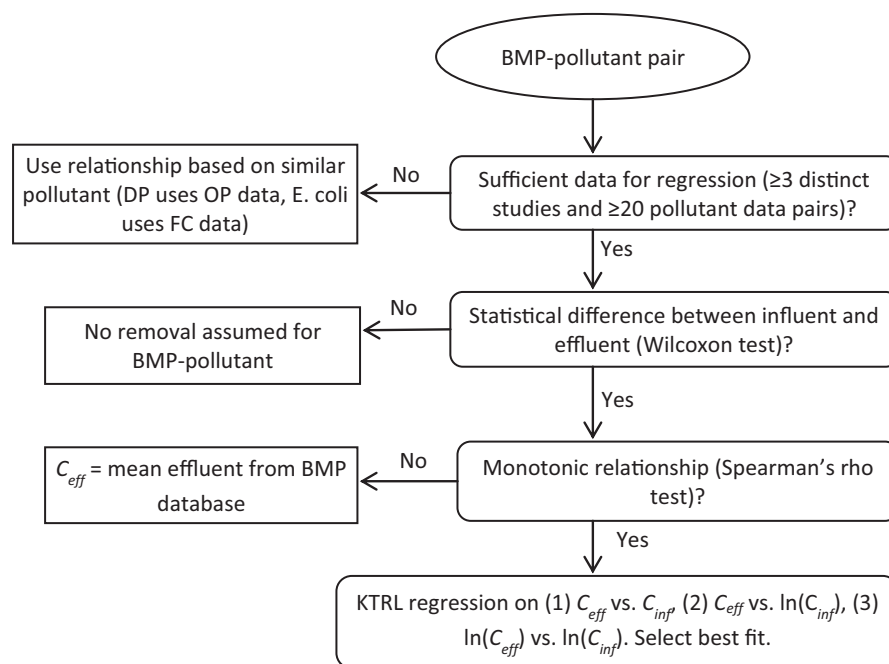 BMP-pollutant pair
Use relationship based on similar
pollutant (DP uses OP data, E. coli
uses FC data)
No
Sufficient data for regression (≥3 distinct
studies and ≥20 pollutant data pairs)?
Yes
No removal assumed for
BMP-pollutant
No
Statistical difference between influent and
effluent (Wilcoxon test)?
Yes
C_eff = mean effluent from BMP
database
No
Monotonic relationship (Spearman’s rho
test)?
Yes
KTRL regression on (1) C_eff vs. C_inf, (2) C_eff vs. ln(C_inf), (3)
ln(C_eff) vs. ln(C_inf). Select best fit.